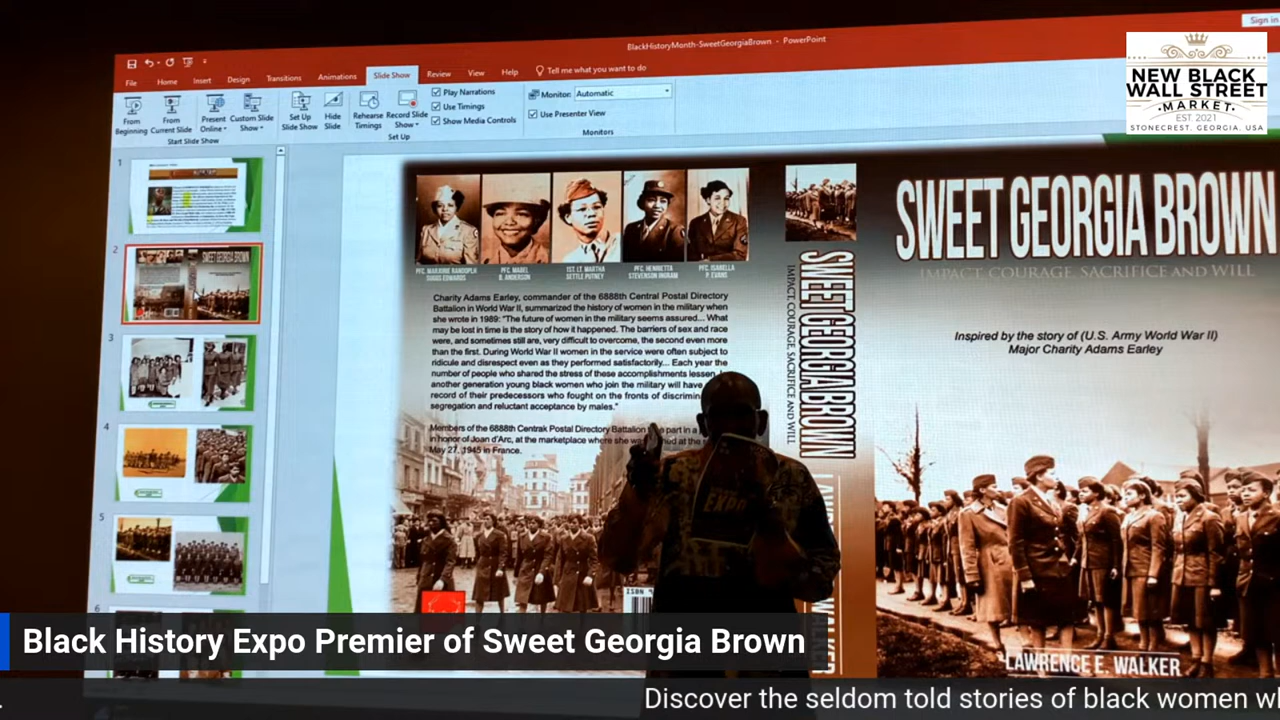 BlackHistoryMonth-SweetGeorgiaBrown - PowerPoint
Sign in
File Home Insert Design Transitions Animations Slide Show Review View Help Tell me what you want to do
From Beginning
From Current Slide
Present Online
Custom Slide Show
Start Slide Show
Set Up Slide Show
Hide Slide
Rehearse Timings
Record Slide Show
Play Narrations
Use Timings
Show Media Controls
Set Up
Monitor: Automatic
Use Presenter View
Monitors
NEW BLACK
WALL STREET
MARKET
EST. 2021
STONECREST, GEORGIA, USA
1
2
3
4
5
6
PFC. MABEL
1ST. LT. MARTHA
SETTLE PUTNEY
PFC. HENRIETTA
STEVENSON INGRAM
PFC. ISABELLA
P. EVANS
Charity Adams Earley, commander of the 6888th Central Postal Directory
Battalion in World War II, summarized the history of women in the military when
she wrote in 1989: "The future of women in the military seems assured... What
may be lost in time is the story of how it happened. The barriers of sex and race
were, and sometimes still are, very difficult to overcome, the second even more
than the first. During World War II women in the service were often subject to
ridicule and disrespect even as they performed satisfactorily... Each year the
number of people who shared the stress of these accomplishments lessen.
another generation young black women who join the military will have
record of their predecessors who fought on the fronts of discrimin
segregation and reluctant acceptance by males."
Members of the 6888th Centrak Postal Directory Battalion part in a
in honor of Joan d'Arc, at the marketplace where she was at the
May 27, 1945 in France.
ISBN
SWEET GEORGIA BROWN
IMPACT, COURAGE, SACRIFICE AND WILL
WALKER
SWEET GEORGIA BROWN
IMPACT, COURAGE, SACRIFICE AND WILL
Inspired by the story of (U.S. Army World War II)
Major Charity Adams Earley
LAWRENCE E. WALKER
Black History Expo Premier of Sweet Georgia Brown
Discover the seldom told stories of black women w